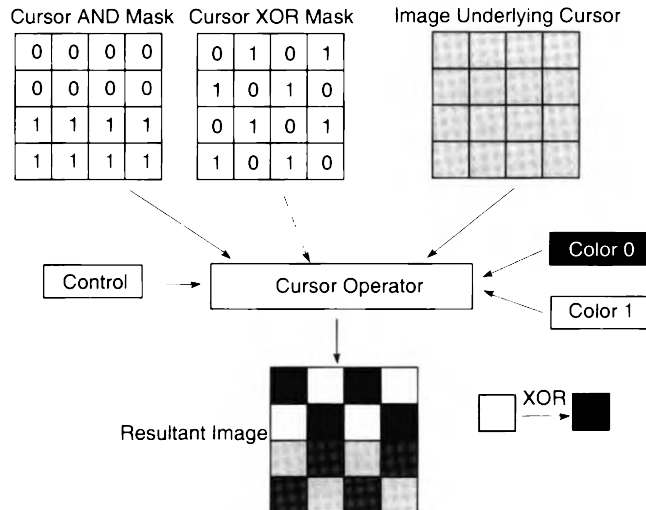 Cursor AND Mask
Cursor XOR Mask
Image Underlying Cursor
0 0 0 0
0 0 0 0
1 1 1 1
1 1 1 1
0 1 0 1
1 0 1 0
0 1 0 1
1 0 1 0
Color 0
Control
Cursor Operator
Color 1
XOR
Resultant Image